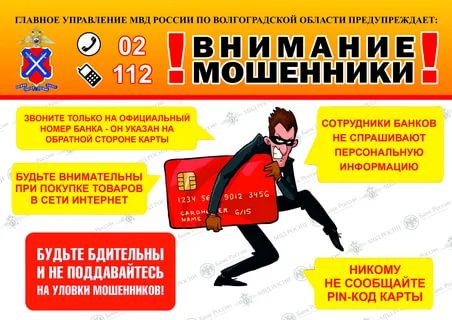 ГЛАВНОЕ УПРАВЛЕНИЕ МВД РОССИИ ПО ВОЛГОГРАДСКОЙ ОБЛАСТИ ПРЕДУПРЕЖДАЕТ:
02
112
! ВНИМАНИЕ !
МОШЕННИКИ
ЗВОНИТЕ ТОЛЬКО НА ОФИЦИАЛЬНЫЙ
НОМЕР БАНКА - ОН УКАЗАН НА
ОБРАТНОЙ СТОРОНЕ КАРТЫ
СОТРУДНИКИ БАНКОВ
НЕ СПРАШИВАЮТ
ПЕРСОНАЛЬНУЮ
ИНФОРМАЦИЮ
БУДЬТЕ ВНИМАТЕЛЬНЫ
ПРИ ПОКУПКЕ ТОВАРОВ
В СЕТИ ИНТЕРНЕТ
1234 56 9012 3456
CARDHOLDER 6/15
NAME
БУДЬТЕ БДИТЕЛЬНЫ
И НЕ ПОДДАВАЙТЕСЬ
НА УЛОВКИ МОШЕННИКОВ!
НИКОМУ
НЕ СООБЩАЙТЕ
PIN-КОД КАРТЫ